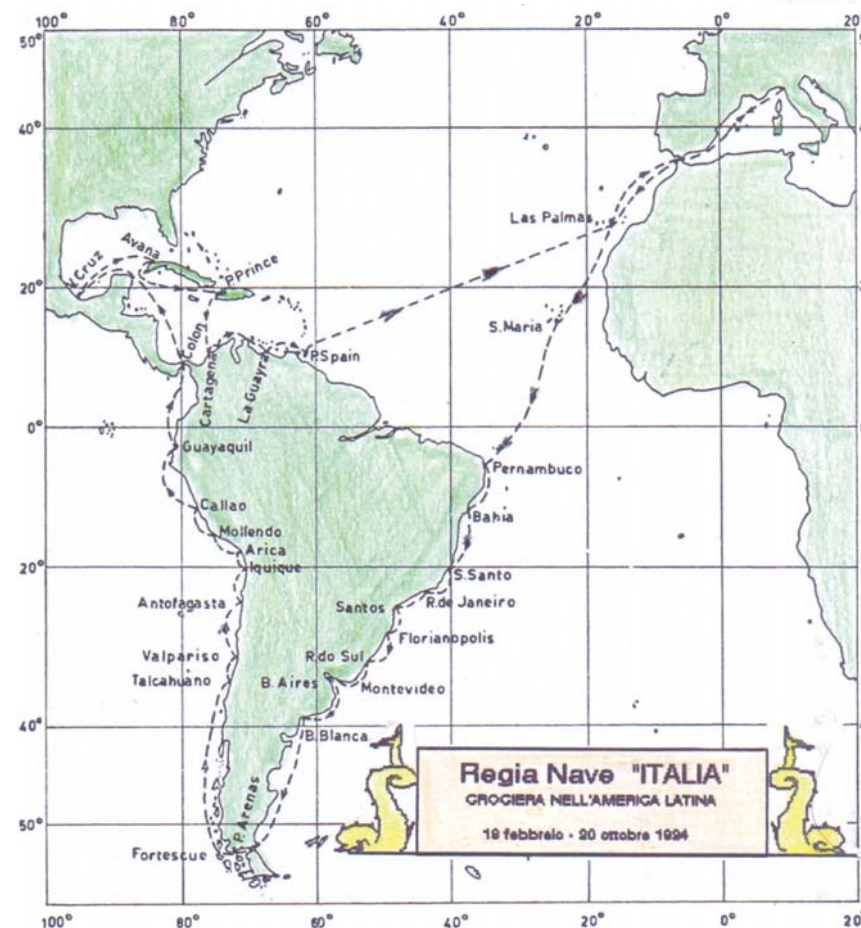 100° 80° 60° 40° 20° 0° 20
50°
40°
Las Palmas
Avana
V.Cruz
P.Prince
20°
S.Maria
Colon
Cartagena
La Guayra
P.Spain
0°
Guayaquil
Pernambuco
Callao
Bahia
Mollendo
Arica
Iquique
20°
S.Santo
Antofagasta
Santos
R.de Janeiro
Florianopolis
Valpariso
R.do Sul
Talcahuano
B.Aires
Montevideo
40°
B.Blanca
Regia Nave "ITALIA"
CROCIERA NELL'AMERICA LATINA
18 febbraio - 20 ottobre 1924
50°
P.Arenas
Fortescue
100° 80° 60° 40° 20° 0° 20